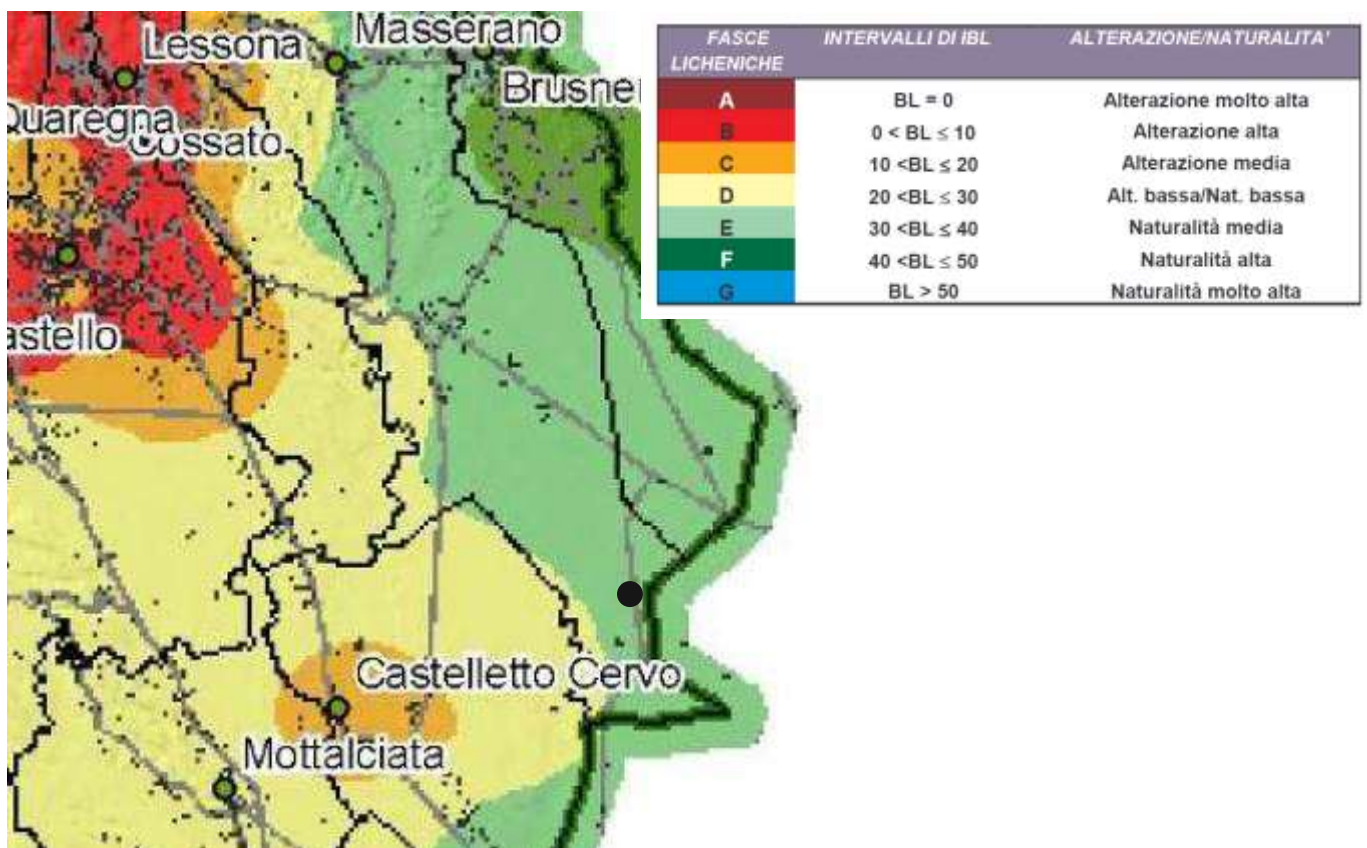 Lessona
Masserano
Brusne
Quaregna
Cossato
astello
Castelletto Cervo
Mottalciata
FASCE LICHENICHE INTERVALLI DI IBL ALTERAZIONE/NATURALITA'
A BL = 0 Alterazione molto alta
B 0 < BL ≤ 10 Alterazione alta
C 10 <BL ≤ 20 Alterazione media
D 20 <BL ≤ 30 Alt. bassa/Nat. bassa
E 30 <BL ≤ 40 Naturalità media
F 40 <BL ≤ 50 Naturalità alta
G BL > 50 Naturalità molto alta